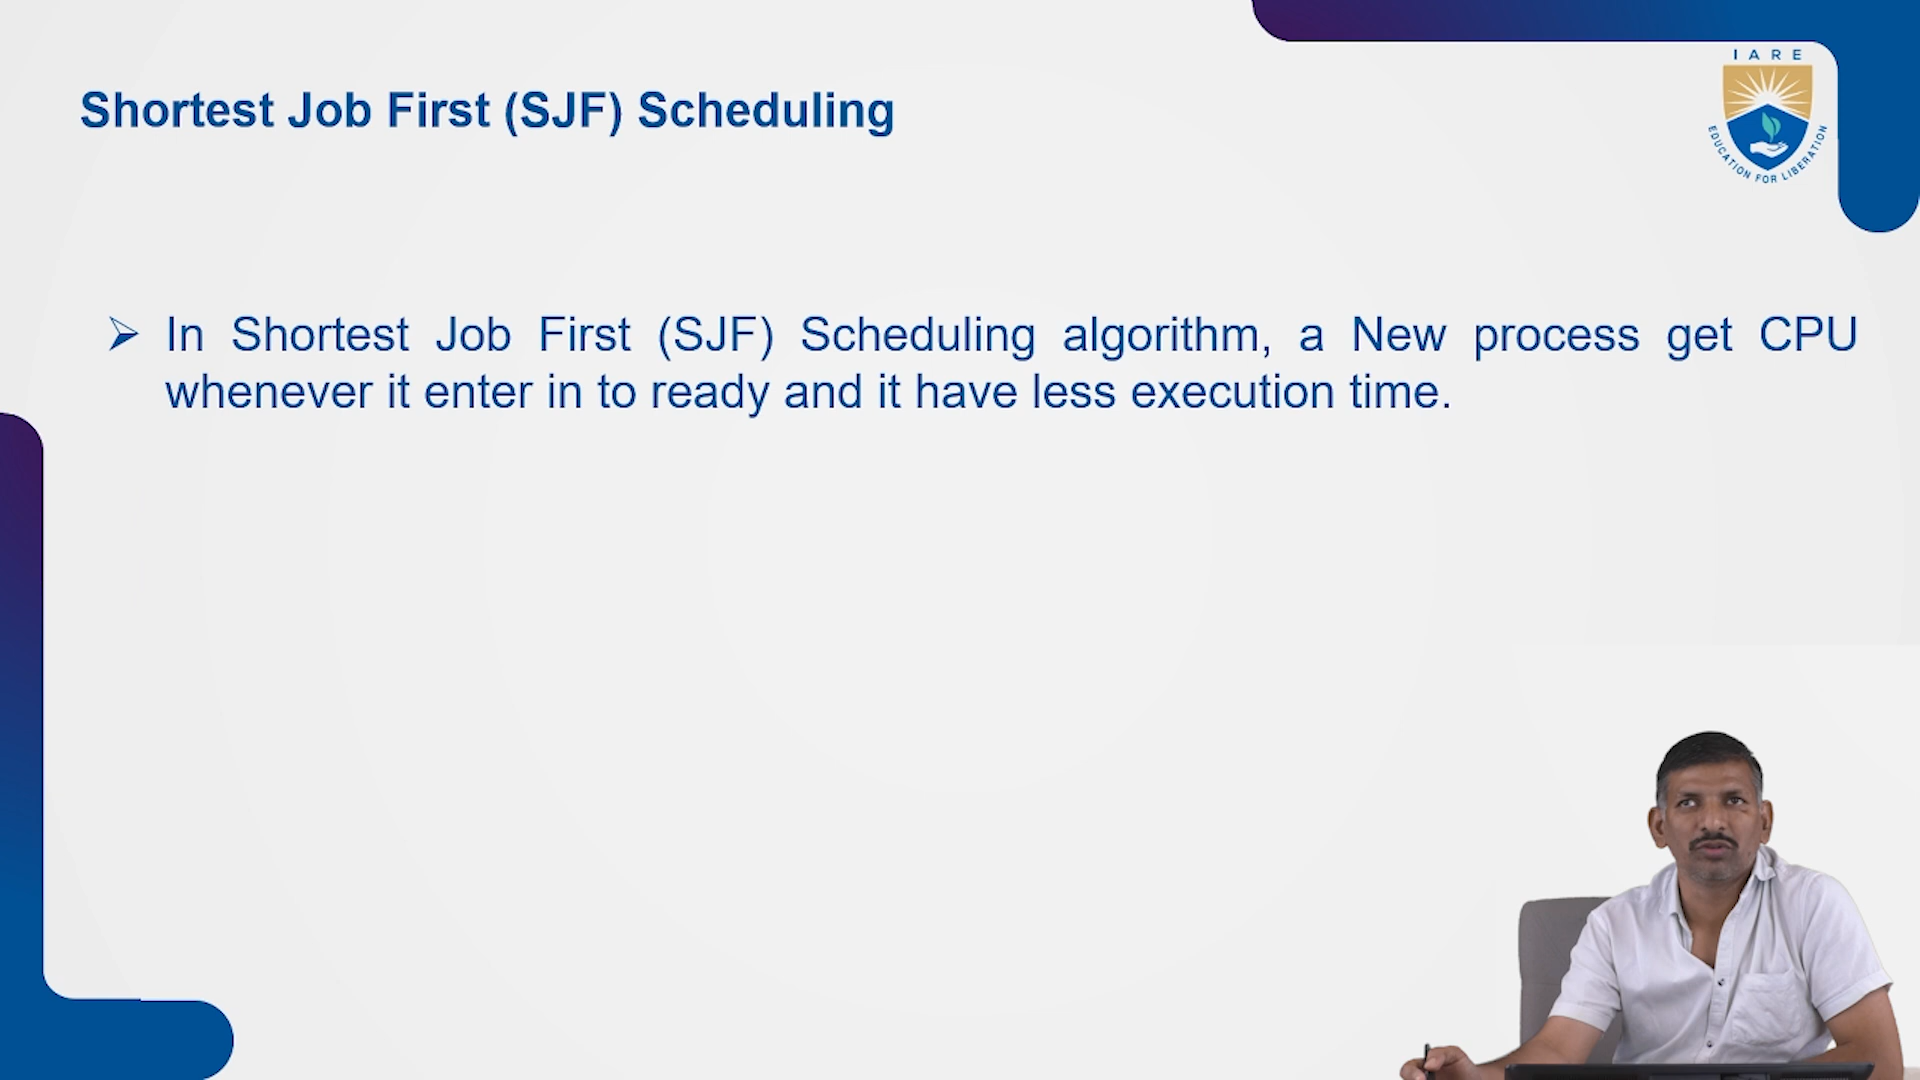 IARE
Shortest Job First (SJF) Scheduling
EDUCATION FOR LIBERATION
➢ In Shortest Job First (SJF) Scheduling algorithm, a New process get CPU
whenever it enter in to ready and it have less execution time.